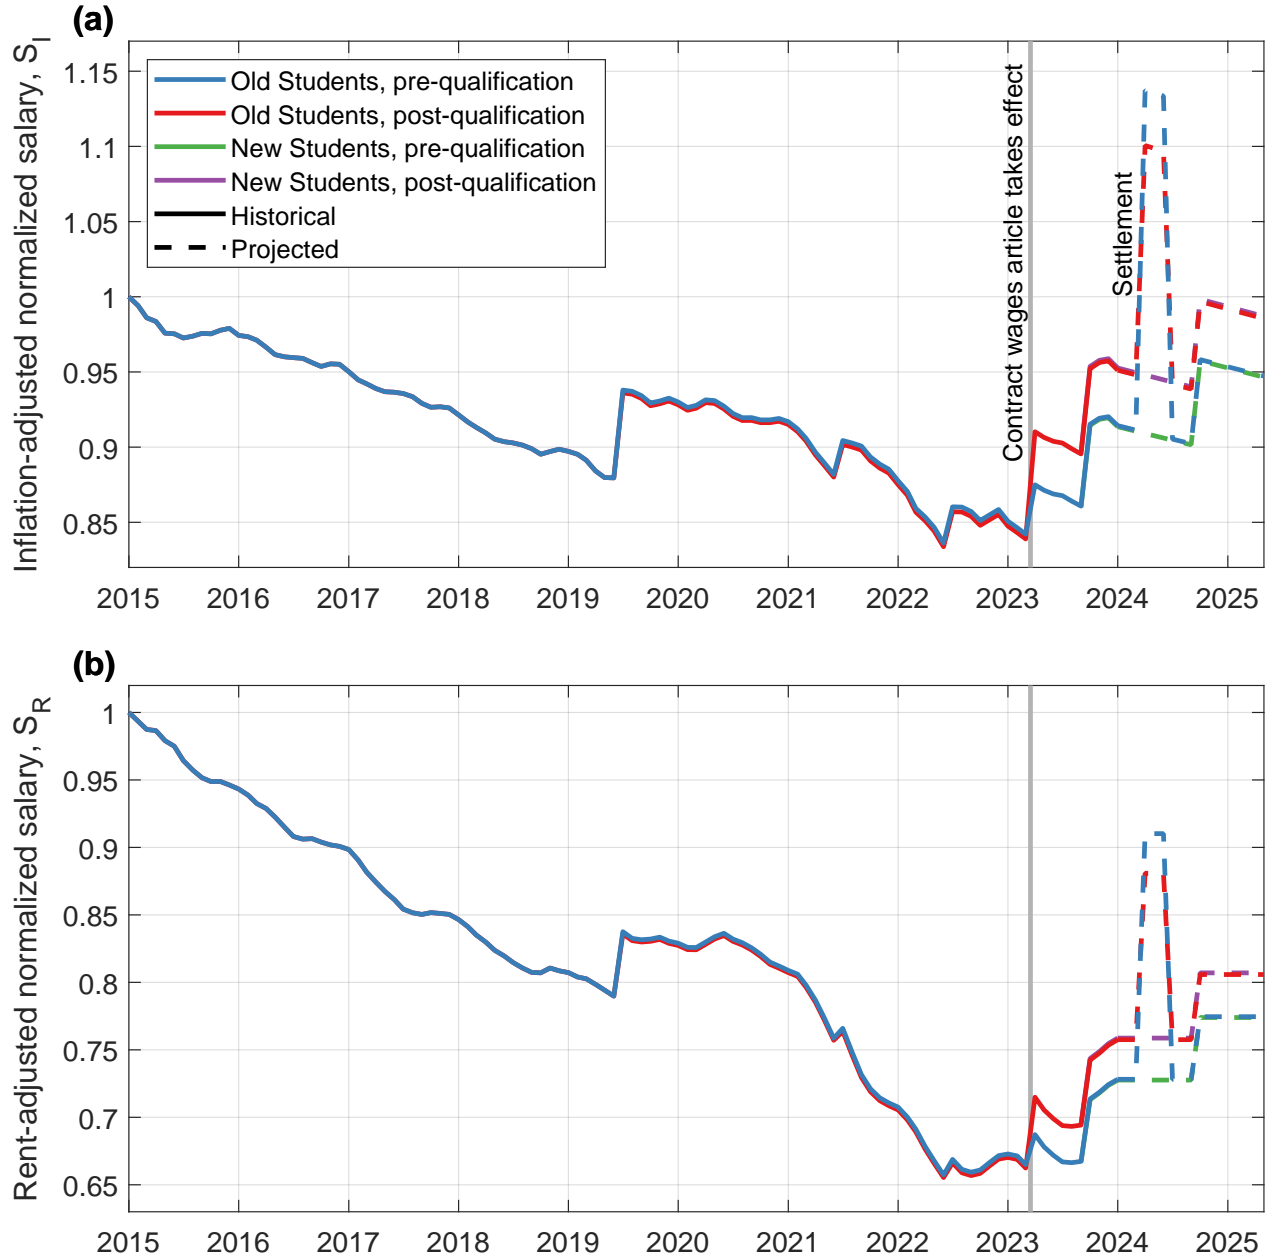 (a)
Inflation-adjusted normalized salary, S_I
1.15
1.1
1.05
1
0.95
0.9
0.85
Old Students, pre-qualification
Old Students, post-qualification
New Students, pre-qualification
New Students, post-qualification
Historical
Projected
Contract wages article takes effect
Settlement
2015 2016 2017 2018 2019 2020 2021 2022 2023 2024 2025
(b)
Rent-adjusted normalized salary, S_R
1
0.95
0.9
0.85
0.8
0.75
0.7
0.65
2015 2016 2017 2018 2019 2020 2021 2022 2023 2024 2025